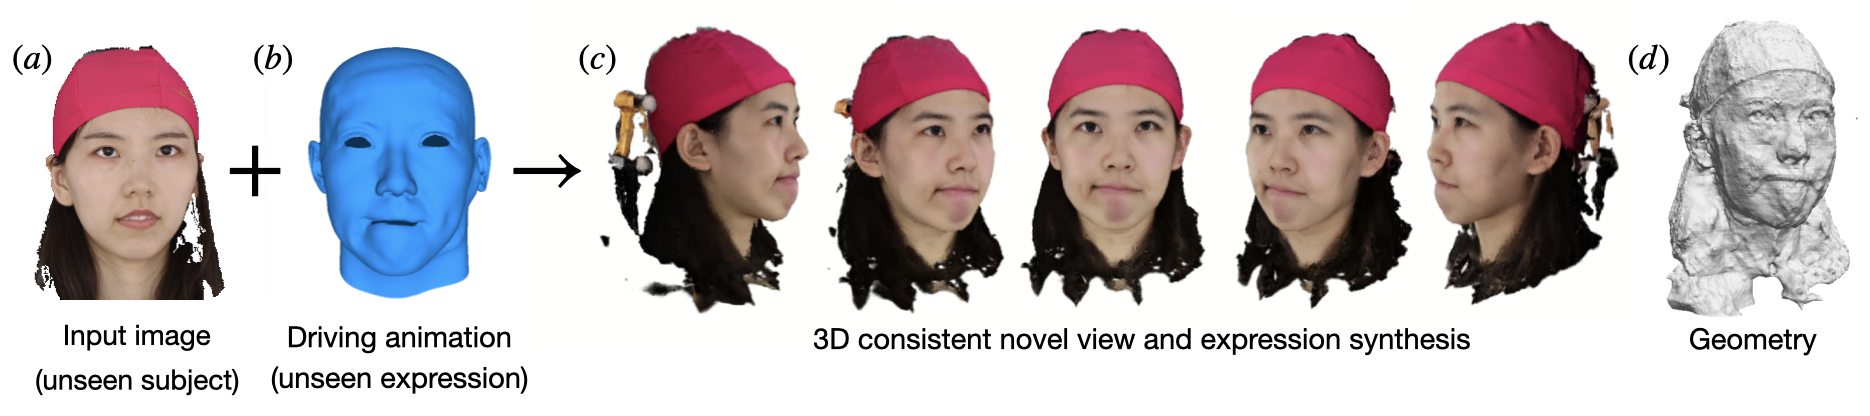 (a)
(b)
(c)
(d)
Input image
(unseen subject)
Driving animation
(unseen expression)
3D consistent novel view and expression synthesis
Geometry